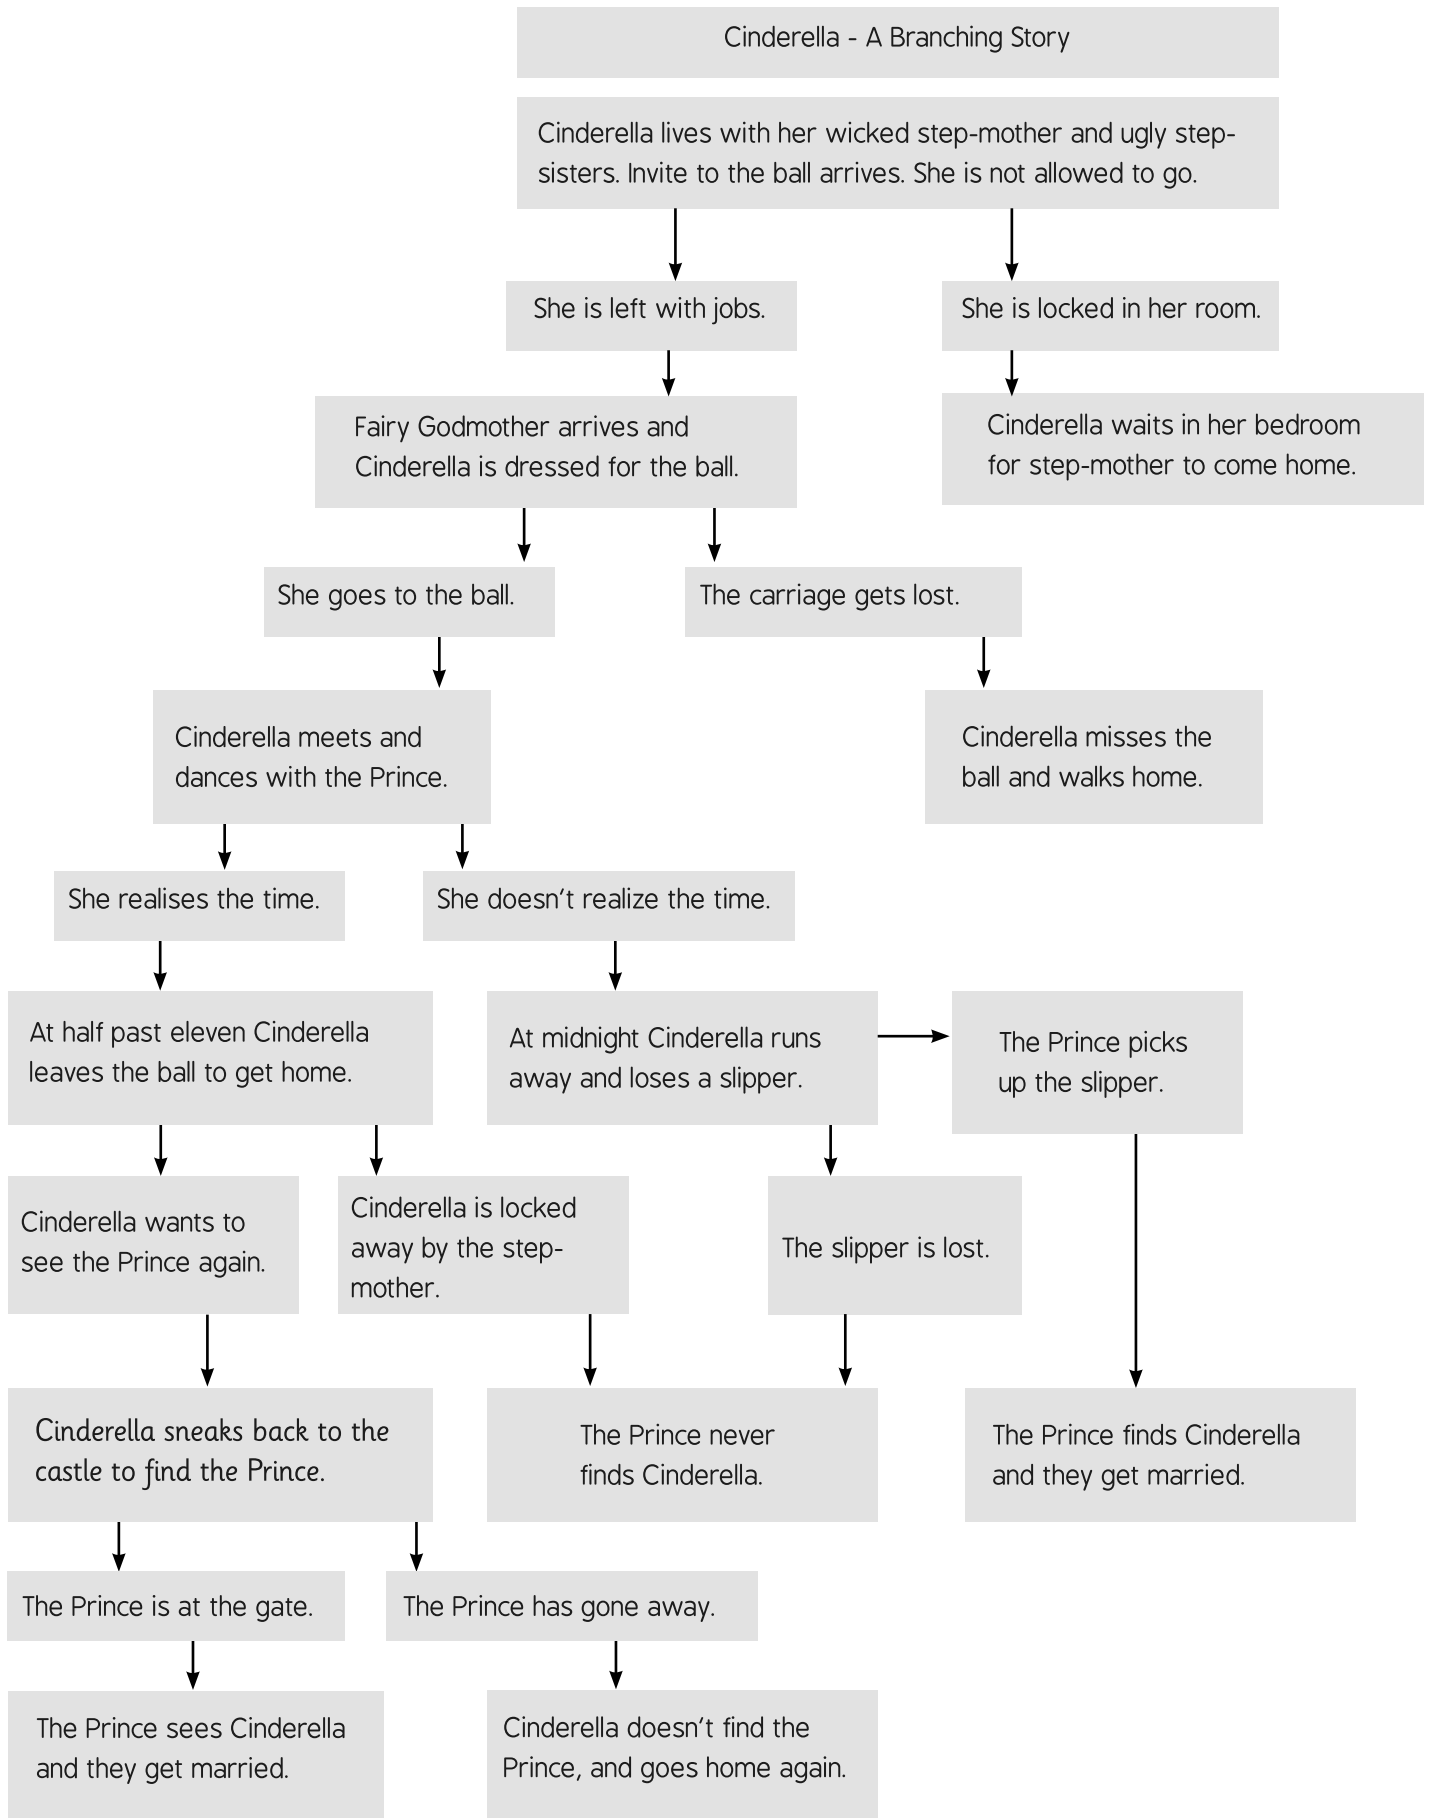 Cinderella - A Branching Story
Cinderella lives with her wicked step-mother and ugly step-
sisters. Invite to the ball arrives. She is not allowed to go.
She is left with jobs.
She is locked in her room.
Fairy Godmother arrives and
Cinderella is dressed for the ball.
Cinderella waits in her bedroom
for step-mother to come home.
She goes to the ball.
The carriage gets lost.
Cinderella meets and
dances with the Prince.
Cinderella misses the
ball and walks home.
She realises the time.
She doesn't realize the time.
At half past eleven Cinderella
leaves the ball to get home.
At midnight Cinderella runs
away and loses a slipper.
The Prince picks
up the slipper.
Cinderella wants to
see the Prince again.
Cinderella is locked
away by the step-
mother.
The slipper is lost.
Cinderella sneaks back to the
castle to find the Prince.
The Prince never
finds Cinderella.
The Prince finds Cinderella
and they get married.
The Prince is at the gate.
The Prince has gone away.
The Prince sees Cinderella
and they get married.
Cinderella doesn't find the
Prince, and goes home again.